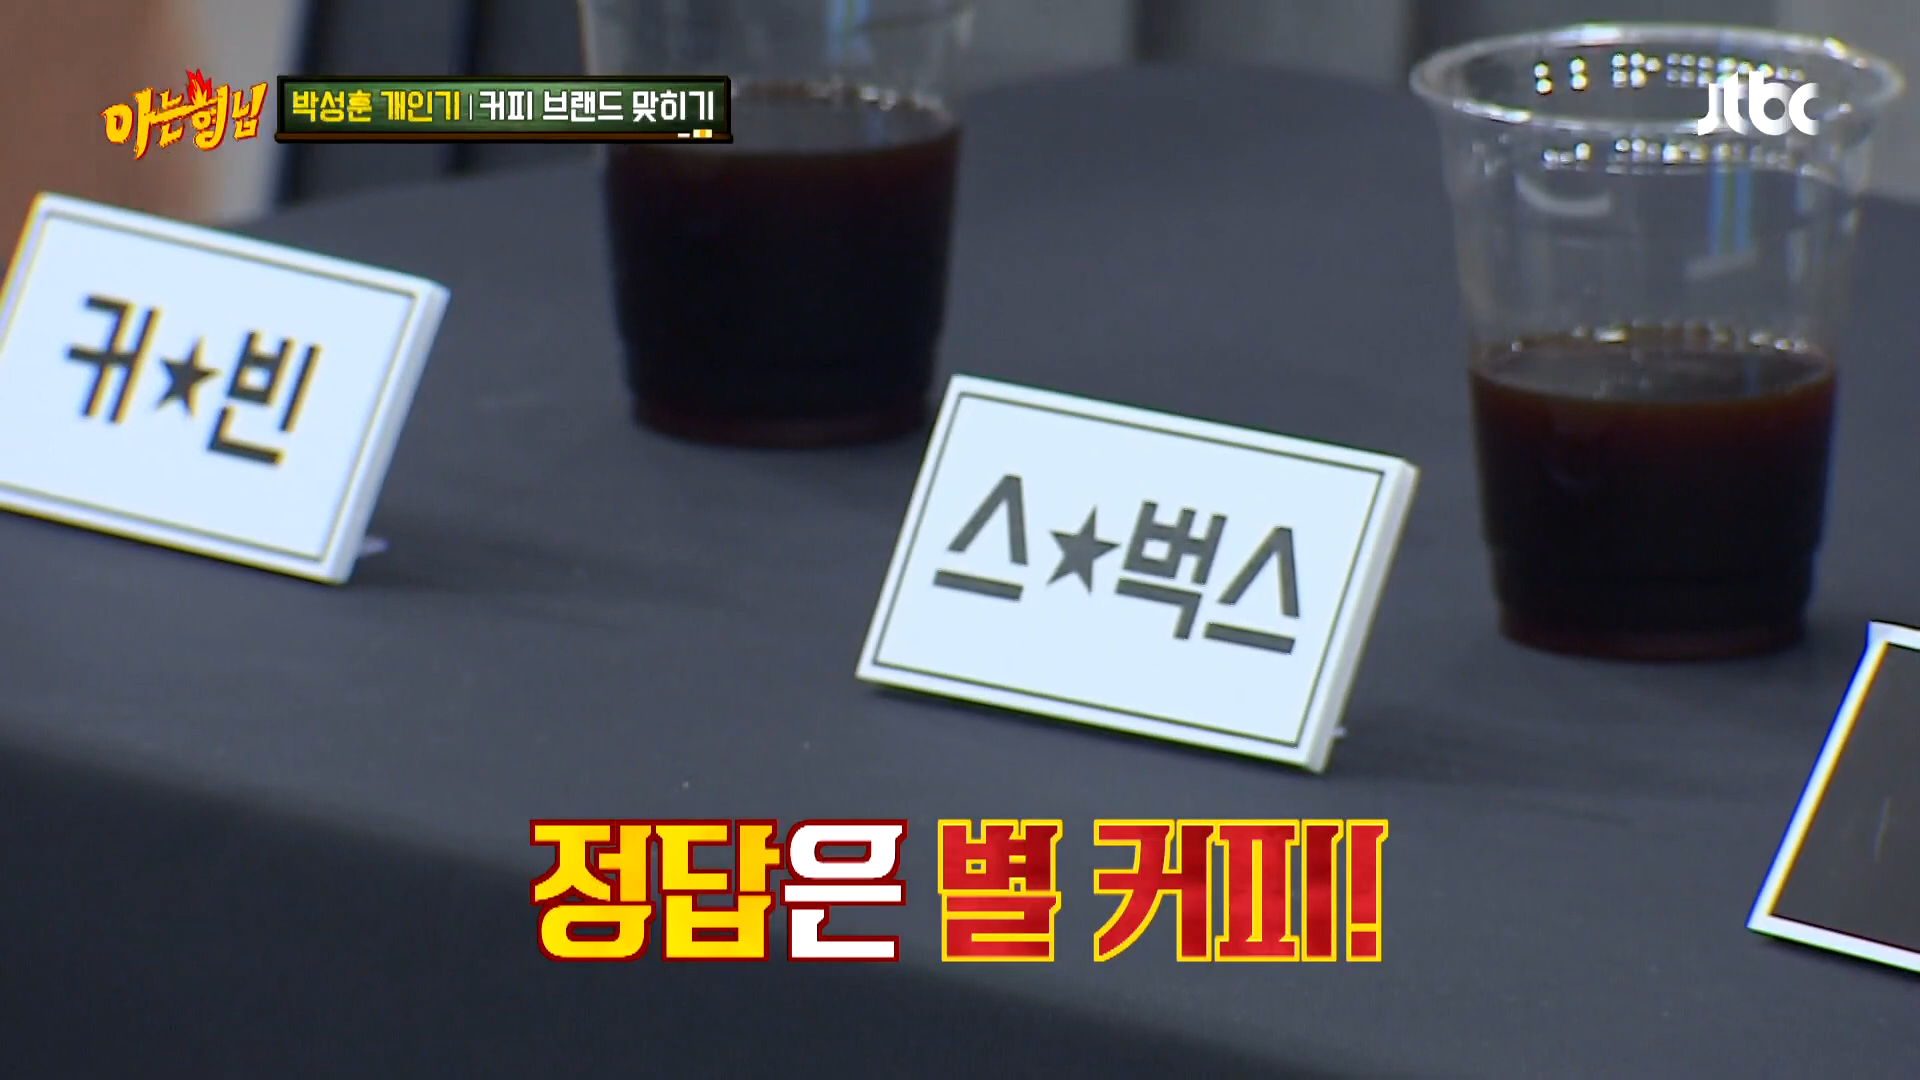 아는형님
박성훈 개인기 | 커피 브랜드 맞히기
jtbc
귀★빈
스★벅스
정답은 별 커피!